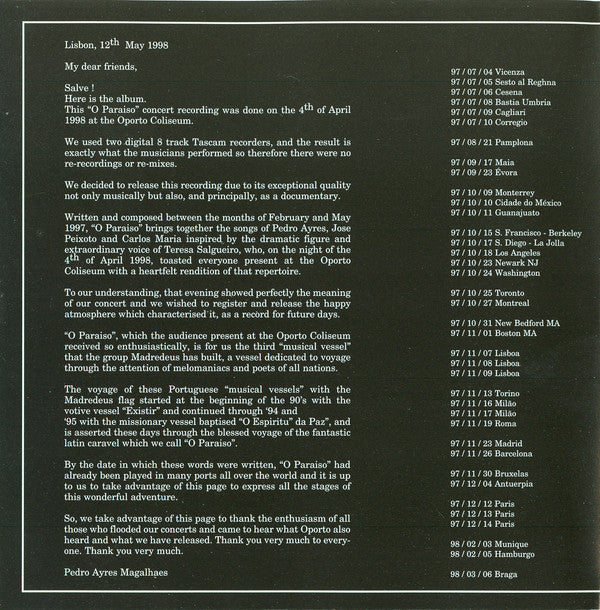 Lisbon, 12th May 1998
My dear friends,
Salve !
Here is the album.
This “O Paraiso” concert recording was done on the 4th of April
1998 at the Oporto Coliseum.
We used two digital 8 track Tascam recorders, and the result is
exactly what the musicians performed so therefore there were no
re-recordings or re-mixes.
We decided to release this recording due to its exceptional quality
not only musically but also, and principally, as a documentary.
Written and composed between the months of February and May
1997, “O Paraiso” brings together the songs of Pedro Ayres, Jose
Peixoto and Carlos Maria inspired by the dramatic figure and
extraordinary voice of Teresa Salgueiro, who, on the night of the
4th of April 1998, toasted everyone present at the Oporto
Coliseum with a heartfelt rendition of that repertoire.
To our understanding, that evening showed perfectly the meaning
of our concert and we wished to register and release the happy
atmosphere which characterised it, as a record for future days.
“O Paraiso”, which the audience present at the Oporto Coliseum
received so enthusiastically, is for us the third “musical vessel”
that the group Madredeus has built, a vessel dedicated to voyage
through the attention of melomaniacs and poets of all nations.
The voyage of these Portuguese “musical vessels” with the
Madredeus flag started at the beginning of the 90’s with the
votive vessel “Existir” and continued through ‘94 and
‘95 with the missionary vessel baptised “O Espiritu” da Paz”, and
is asserted these days through the blessed voyage of the fantastic
latin caravel which we call “O Paraiso”.
By the date in which these words were written, “O Paraiso” had
already been played in many ports all over the world and it is up
to us to take advantage of this page to express all the stages of
this wonderful adventure.
So, we take advantage of this page to thank the enthusiasm of all
those who flooded our concerts and came to hear what Oporto also
heard and what we have released. Thank you very much to every-
one. Thank you very much.
Pedro Ayres Magalhaes
97 / 07 / 04 Vicenza
97 / 07 / 05 Sesto al Reghna
97 / 07 / 06 Cesena
97 / 07 / 08 Bastia Umbria
97 / 07 / 09 Cagliari
97 / 07 / 10 Corregio
97 / 08 / 21 Pamplona
97 / 09 / 17 Maia
97 / 09 / 23 Évora
97 / 10 / 09 Monterrey
97 / 10 / 10 Cidade do México
97 / 10 / 11 Guanajuato
97 / 10 / 15 S. Francisco - Berkeley
97 / 10 / 17 S. Diego - La Jolla
97 / 10 / 18 Los Angeles
97 / 10 / 23 Newark NJ
97 / 10 / 24 Washington
97 / 10 / 25 Toronto
97 / 10 / 27 Montreal
97 / 10 / 31 New Bedford MA
97 / 11 / 01 Boston MA
97 / 11 / 07 Lisboa
97 / 11 / 08 Lisboa
97 / 11 / 09 Lisboa
97 / 11 / 13 Torino
97 / 11 / 16 Milão
97 / 11 / 17 Milão
97 / 11 / 19 Roma
97 / 11 / 23 Madrid
97 / 11 / 26 Barcelona
97 / 11 / 30 Bruxelas
97 / 12 / 04 Antuerpia
97 / 12 / 12 Paris
97 / 12 / 13 Paris
97 / 12 / 14 Paris
98 / 02 / 03 Munique
98 / 02 / 05 Hamburgo
98 / 03 / 06 Braga